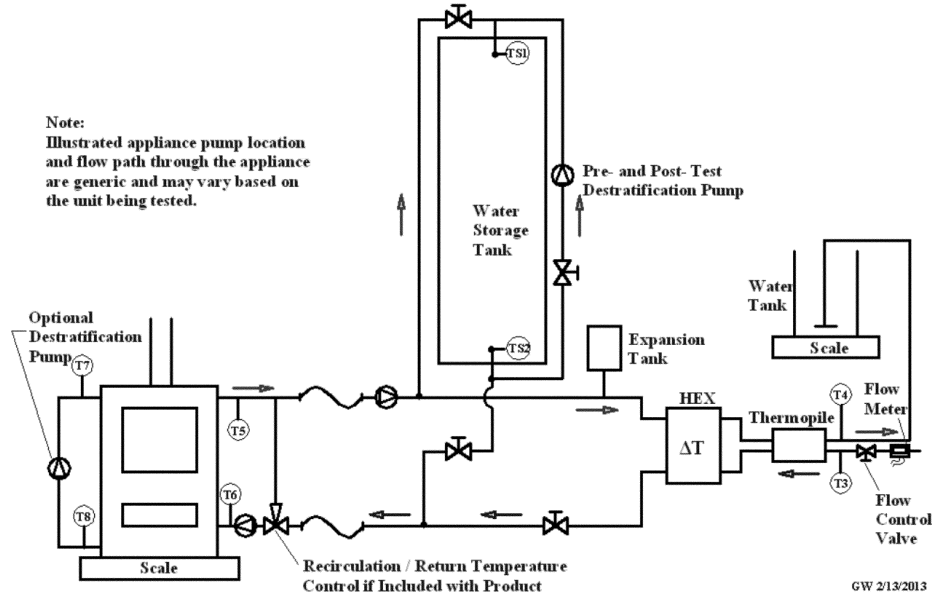 TS1
Note:
Illustrated appliance pump location
and flow path through the appliance
are generic and may vary based on
the unit being tested.
Pre- and Post- Test
Destratification Pump
Water
Storage
Tank
Water
Tank
Scale
Optional
Destratification
Pump
T7
TS2
Expansion
Tank
HEX
ΔT
Thermopile
T4
Flow
Meter
T5
T6
T8
T3
Flow
Control
Valve
Scale
Recirculation / Return Temperature
Control if Included with Product
GW 2/13/2013